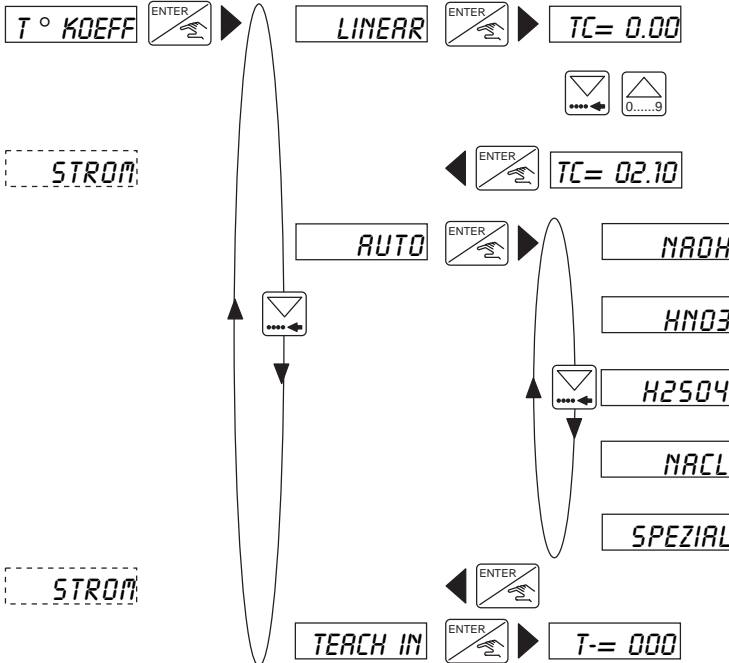 T° KOEFF ENTER LINEAR ENTER TC= 0.00
0......9
STROM ENTER TC= 02.10
AUTO ENTER NAOH
HNO3
H2SO4
NACL
SPEZIAL
STROM ENTER
TEACH IN ENTER T-= 000